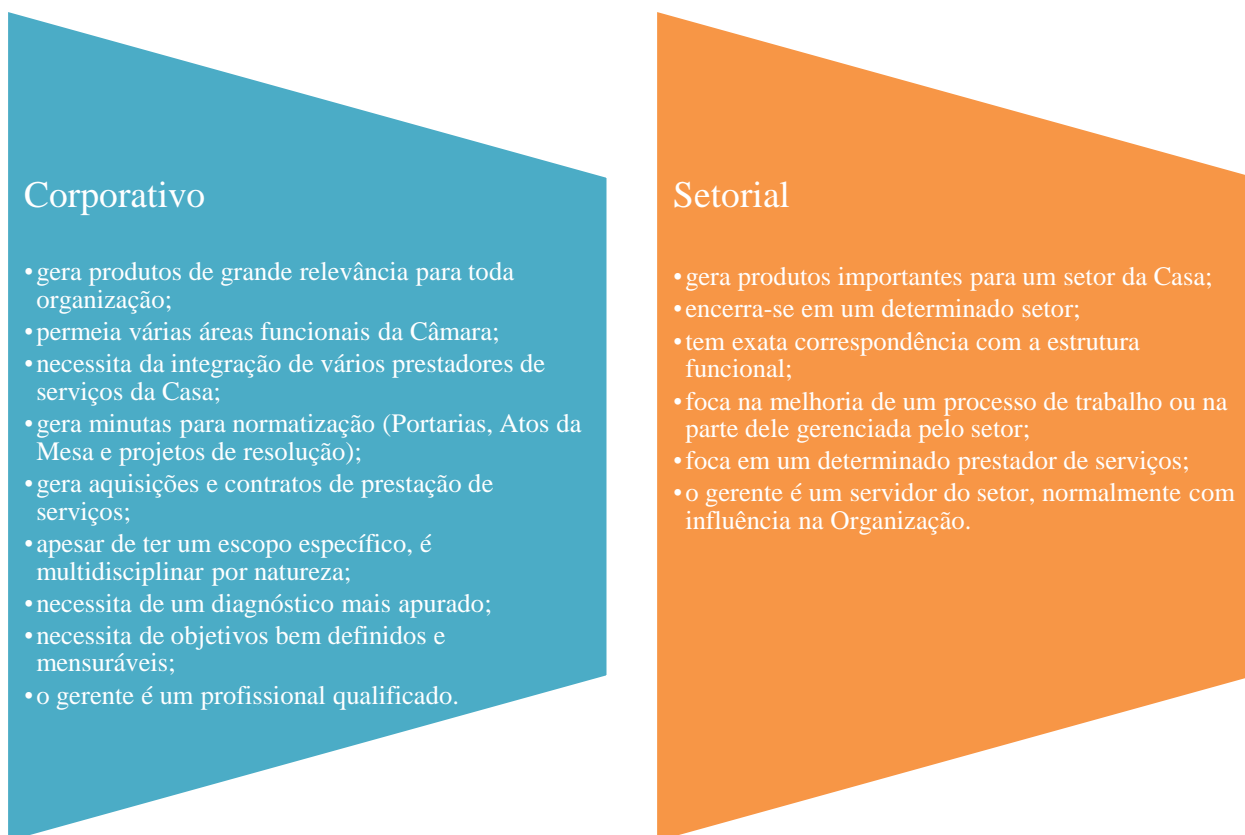 Corporativo
•gera produtos de grande relevância para toda
organização;
•permeia várias áreas funcionais da Câmara;
•necessita da integração de vários prestadores de
serviços da Casa;
•gera minutas para normatização (Portarias, Atos da
Mesa e projetos de resolução);
•gera aquisições e contratos de prestação de
serviços;
•apesar de ter um escopo específico, é
multidisciplinar por natureza;
•necessita de um diagnóstico mais apurado;
•necessita de objetivos bem definidos e
mensuráveis;
•o gerente é um profissional qualificado.
Setorial
•gera produtos importantes para um setor da Casa;
•encerra-se em um determinado setor;
•tem exata correspondência com a estrutura
funcional;
•foca na melhoria de um processo de trabalho ou na
parte dele gerenciada pelo setor;
•foca em um determinado prestador de serviços;
•o gerente é um servidor do setor, normalmente com
influência na Organização.